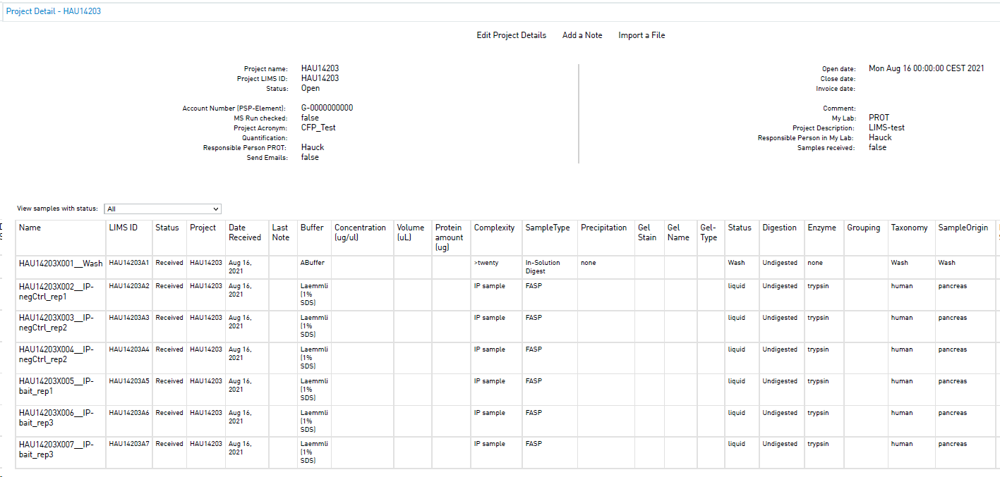 Project Detail - HAU14203
Edit Project Details Add a Note Import a File
Project name: HAU14203
Project LIMS ID: HAU14203
Status: Open
Account Number (PSP-Element): G-0000000000
MS Run checked: false
Project Acronym: CFP_Test
Quantification:
Responsible Person PROT: Hauck
Send Emails: false
Open date: Mon Aug 16 00:00:00 CEST 2021
Close date:
Invoice date:
Comment:
My Lab: PROT
Project Description: LIMS-test
Responsible Person in My Lab: Hauck
Samples received: false
View samples with status: All
Name LIMS ID Status Project Date Received Last Note Buffer Concentration (ug/ul) Volume (uL) Protein amount (ug) Complexity SampleType Precipitation Gel Stain Gel Name Gel-Type Status Digestion Enzyme Grouping Taxonomy SampleOrigin
HAU14203X001__Wash HAU14203A1 Received HAU14203 Aug 16, 2021 ABuffer >twenty In-Solution Digest none Wash Undigested none Wash Wash
HAU14203X002__IP-negCtrl_rep1 HAU14203A2 Received HAU14203 Aug 16, 2021 Laemmli (1% SDS) IP sample FASP liquid Undigested trypsin human pancreas
HAU14203X003__IP-negCtrl_rep2 HAU14203A3 Received HAU14203 Aug 16, 2021 Laemmli (1% SDS) IP sample FASP liquid Undigested trypsin human pancreas
HAU14203X004__IP-negCtrl_rep2 HAU14203A4 Received HAU14203 Aug 16, 2021 Laemmli (1% SDS) IP sample FASP liquid Undigested trypsin human pancreas
HAU14203X005__IP-bait_rep1 HAU14203A5 Received HAU14203 Aug 16, 2021 Laemmli (1% SDS) IP sample FASP liquid Undigested trypsin human pancreas
HAU14203X006__IP-bait_rep3 HAU14203A6 Received HAU14203 Aug 16, 2021 Laemmli (1% SDS) IP sample FASP liquid Undigested trypsin human pancreas
HAU14203X007__IP-bait_rep3 HAU14203A7 Received HAU14203 Aug 16, 2021 Laemmli (1% SDS) IP sample FASP liquid Undigested trypsin human pancreas